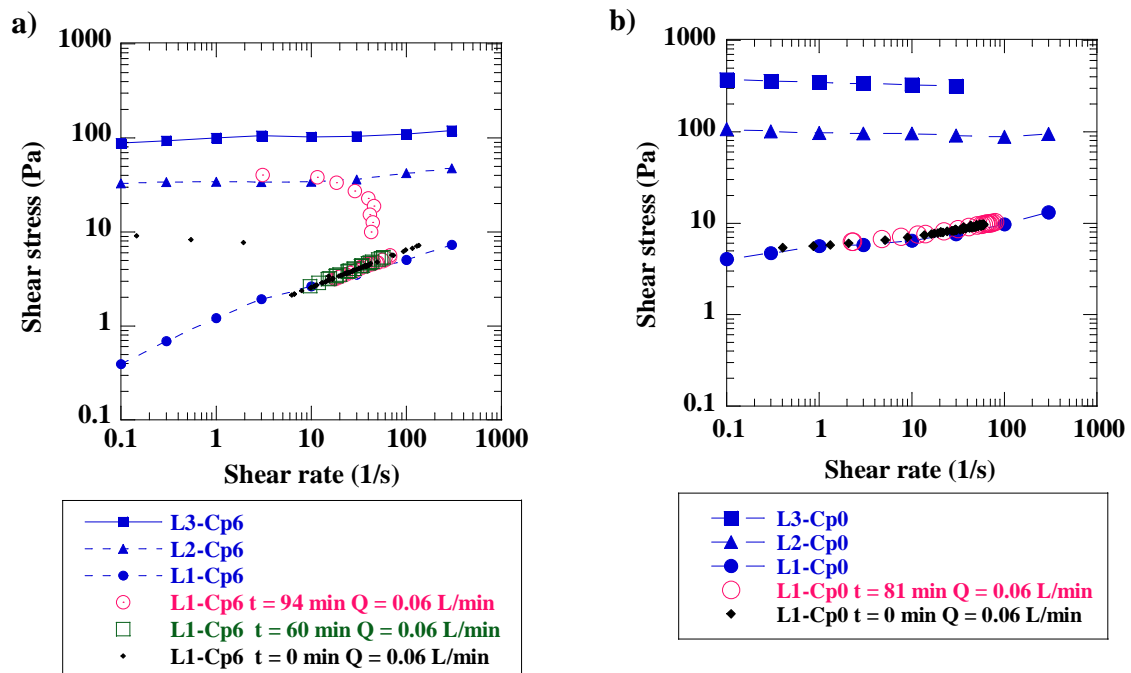 a)
1000
100
10
1
0.1
Shear stress (Pa)
0.1 1 10 100 1000
Shear rate (1/s)
L3-Cp6
L2-Cp6
L1-Cp6
L1-Cp6 t = 94 min Q = 0.06 L/min
L1-Cp6 t = 60 min Q = 0.06 L/min
L1-Cp6 t = 0 min Q = 0.06 L/min
b)
1000
100
10
1
0.1
Shear stress (Pa)
0.1 1 10 100 1000
Shear rate (1/s)
L3-Cp0
L2-Cp0
L1-Cp0
L1-Cp0 t = 81 min Q = 0.06 L/min
L1-Cp0 t = 0 min Q = 0.06 L/min